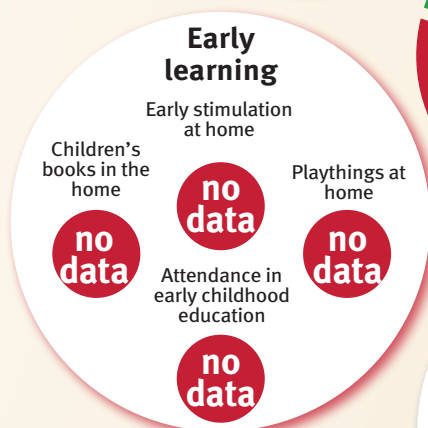 Early
learning
Early stimulation
at home
no
data
Children's
books in the
home
no
data
Playthings at
home
no
data
Attendance in
early childhood
education
no
data